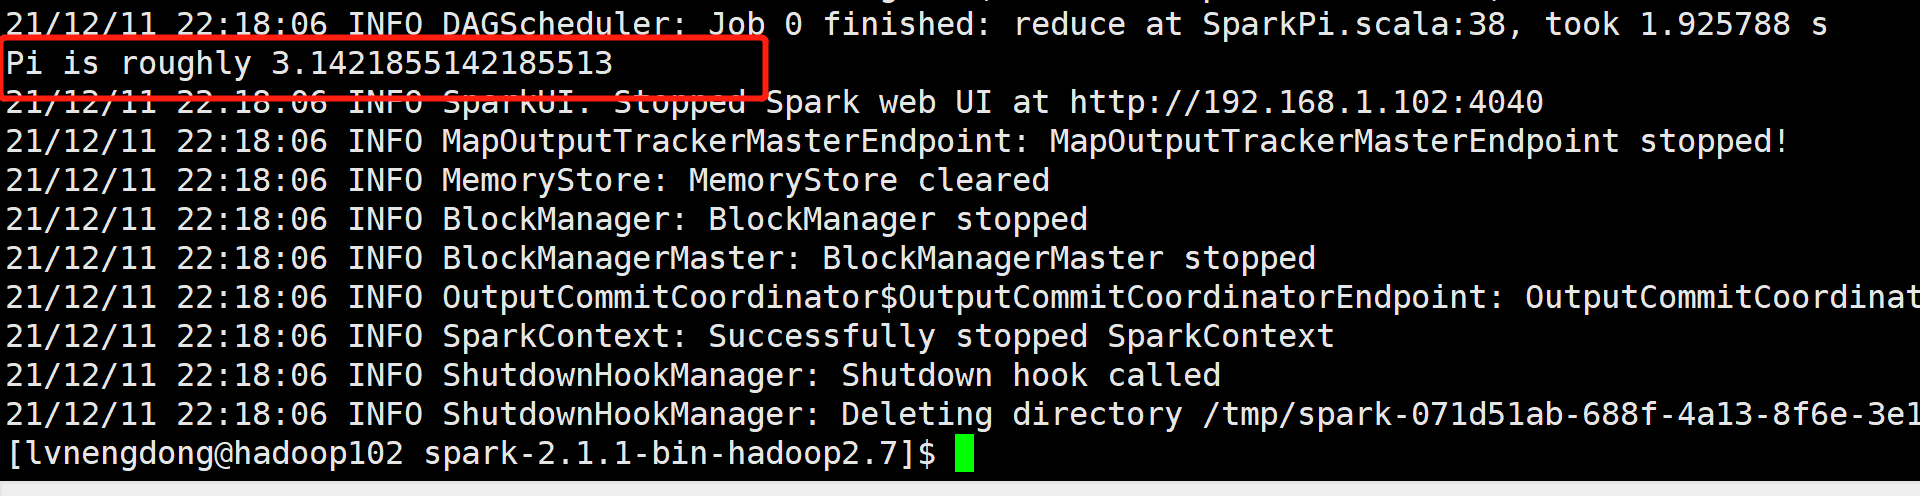 21/12/11 22:18:06 INFO DAGScheduler: Job 0 finished: reduce at SparkPi.scala:38, took 1.925788 s
Pi is roughly 3.1421855142185513
21/12/11 22:18:06 INFO SparkUI: Stopped Spark web UI at http://192.168.1.102:4040
21/12/11 22:18:06 INFO MapOutputTrackerMasterEndpoint: MapOutputTrackerMasterEndpoint stopped!
21/12/11 22:18:06 INFO MemoryStore: MemoryStore cleared
21/12/11 22:18:06 INFO BlockManager: BlockManager stopped
21/12/11 22:18:06 INFO BlockManagerMaster: BlockManagerMaster stopped
21/12/11 22:18:06 INFO OutputCommitCoordinator$OutputCommitCoordinatorEndpoint: OutputCommitCoordinat
21/12/11 22:18:06 INFO SparkContext: Successfully stopped SparkContext
21/12/11 22:18:06 INFO ShutdownHookManager: Shutdown hook called
21/12/11 22:18:06 INFO ShutdownHookManager: Deleting directory /tmp/spark-071d51ab-688f-4a13-8f6e-3e1
[lvnengdong@hadoop102 spark-2.1.1-bin-hadoop2.7]$